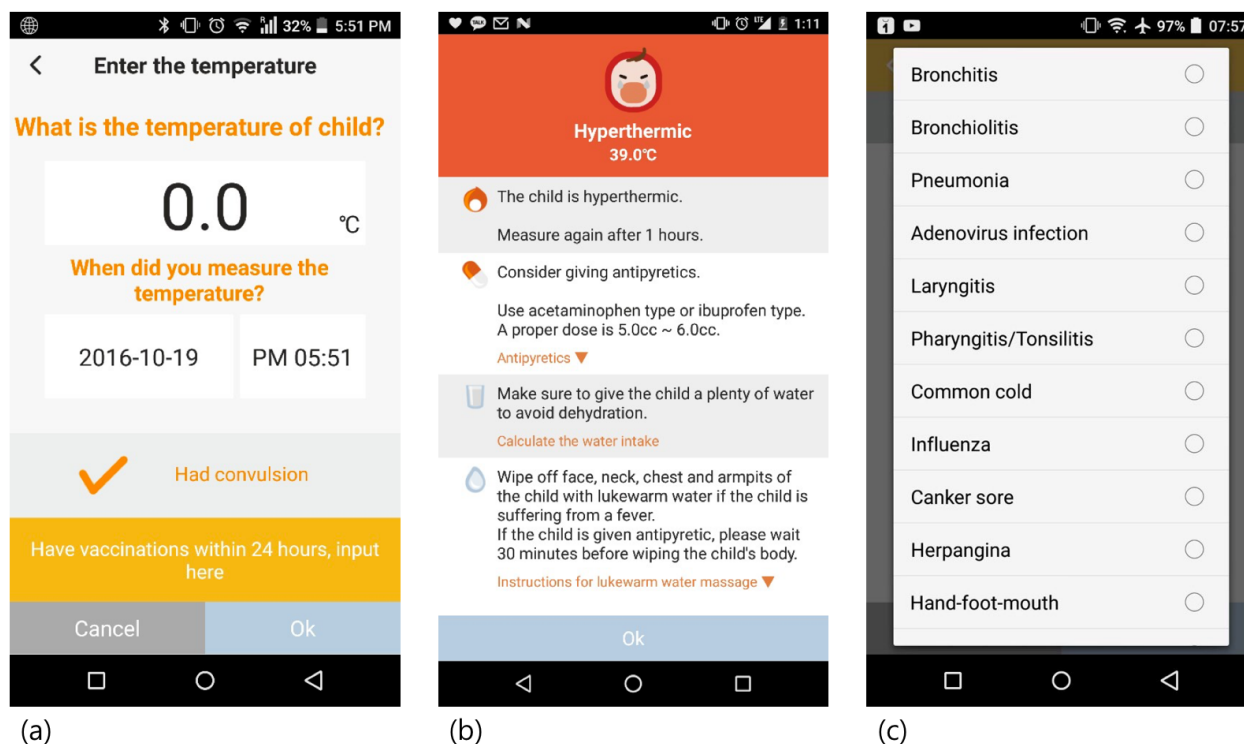 32% 5:51 PM
Enter the temperature
What is the temperature of child?
0.0 ℃
When did you measure the
temperature?
2016-10-19 PM 05:51
Had convulsion
Have vaccinations within 24 hours, input
here
Cancel Ok
(a)
TALK LTE 1:11
Hyperthermic
39.0℃
The child is hyperthermic.
Measure again after 1 hours.
Consider giving antipyretics.
Use acetaminophen type or ibuprofen type.
A proper dose is 5.0cc ~ 6.0cc.
Antipyretics ▼
Make sure to give the child a plenty of water
to avoid dehydration.
Calculate the water intake
Wipe off face, neck, chest and armpits of
the child with lukewarm water if the child is
suffering from a fever.
If the child is given antipyretic, please wait
30 minutes before wiping the child's body.
Instructions for lukewarm water massage ▼
Ok
(b)
97% 07:57
Bronchitis
Bronchiolitis
Pneumonia
Adenovirus infection
Laryngitis
Pharyngitis/Tonsilitis
Common cold
Influenza
Canker sore
Herpangina
Hand-foot-mouth
(c)